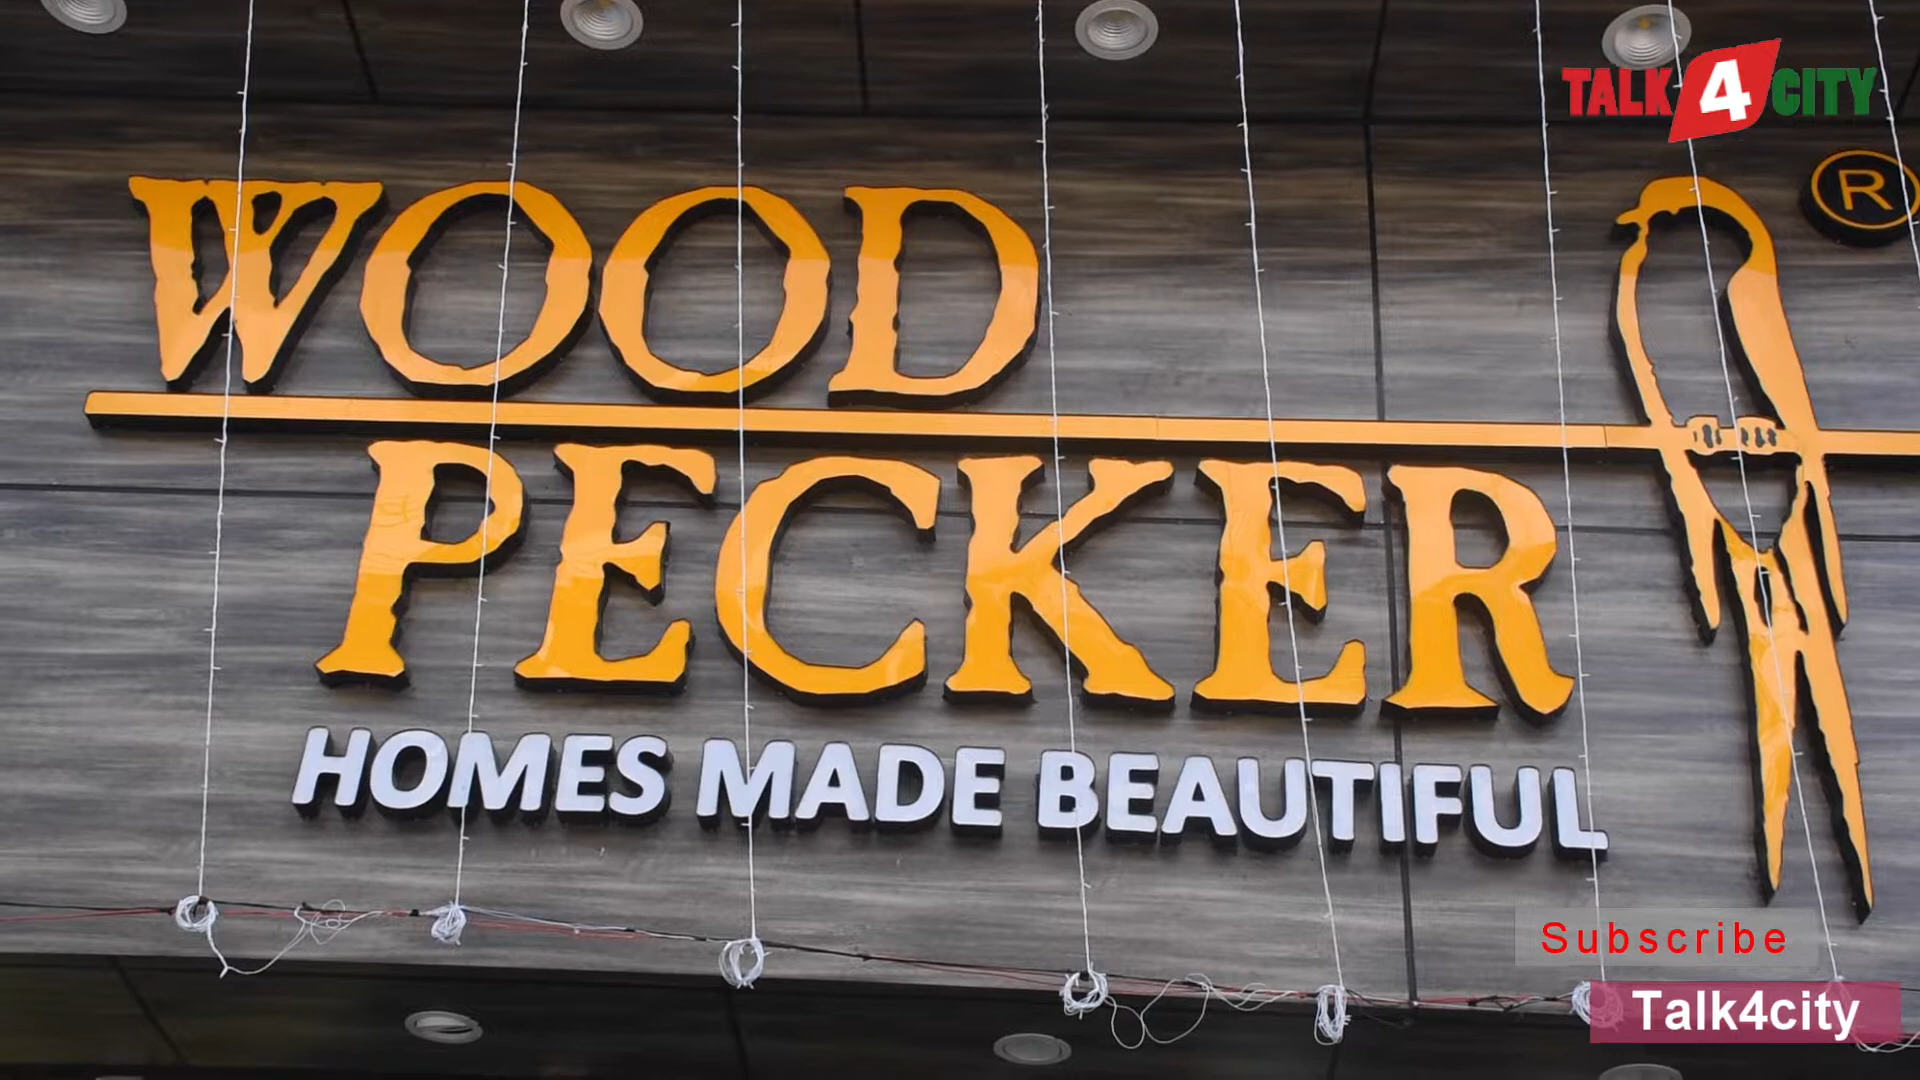 TALK 4 CITY
WOOD
®
PECKER
HOMES MADE BEAUTIFUL
Subscribe
Talk4city